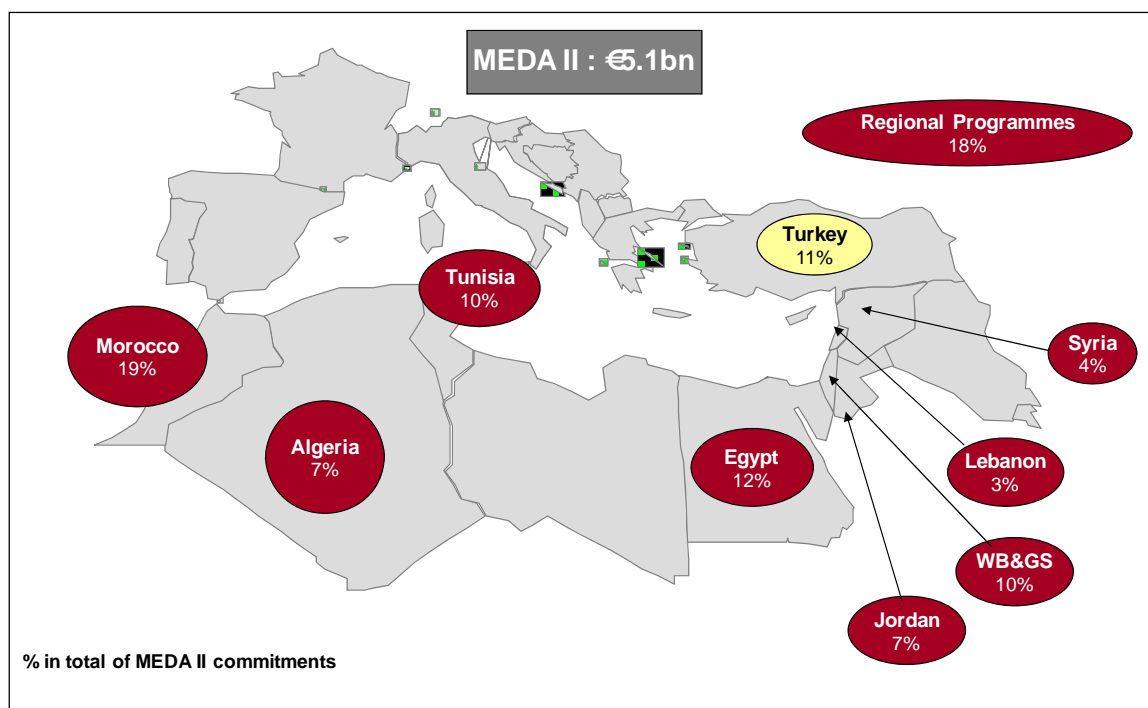 MEDA II : €5.1bn
Regional Programmes
18%
Turkey
11%
Tunisia
10%
Morocco
19%
Syria
4%
Algeria
7%
Egypt
12%
Lebanon
3%
WB&GS
10%
Jordan
7%
% in total of MEDA II commitments